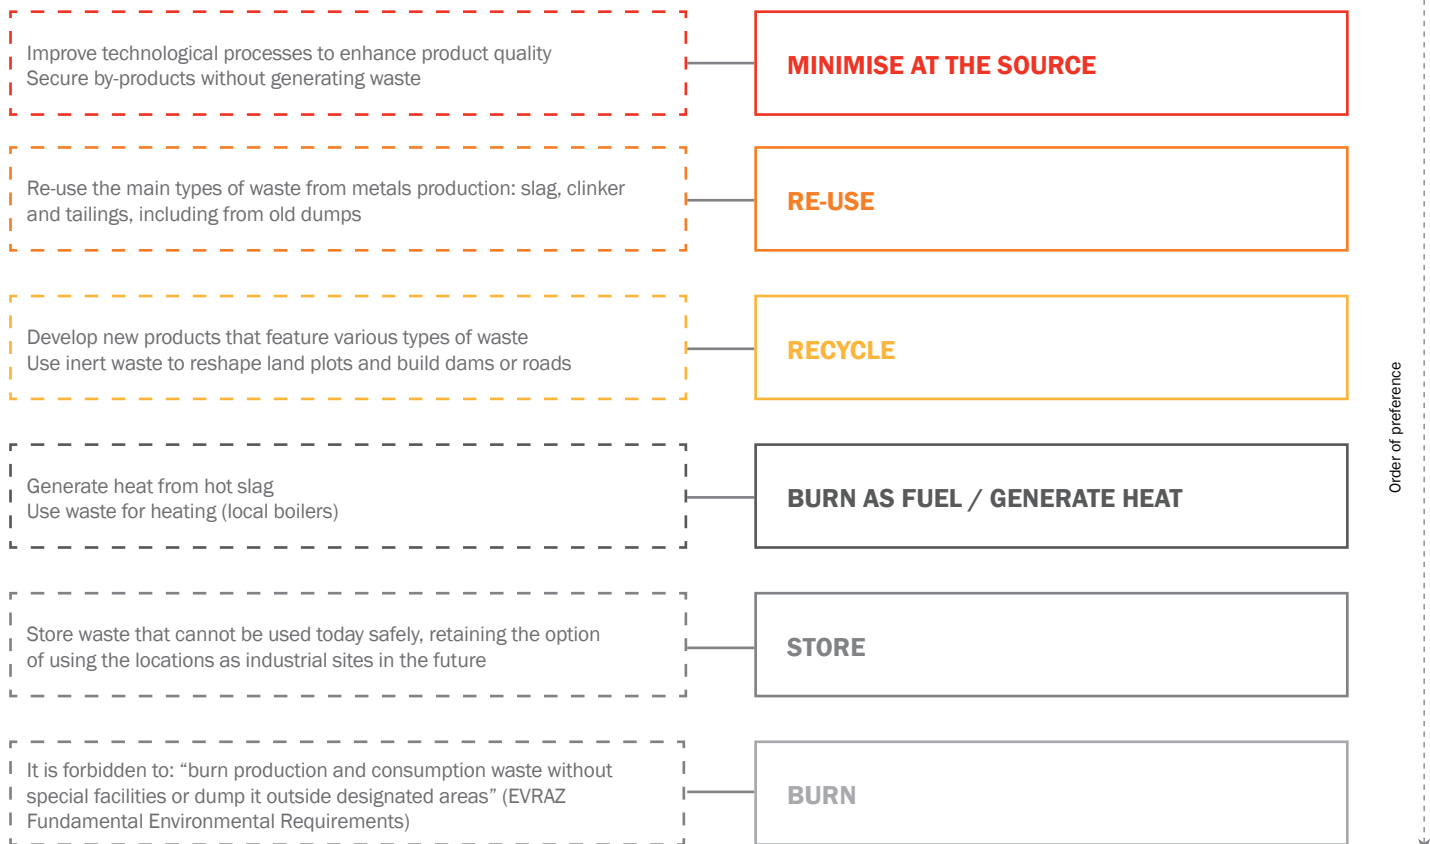 Improve technological processes to enhance product quality
Secure by-products without generating waste
MINIMISE AT THE SOURCE
Re-use the main types of waste from metals production: slag, clinker
and tailings, including from old dumps
RE-USE
Develop new products that feature various types of waste
Use inert waste to reshape land plots and build dams or roads
RECYCLE
Generate heat from hot slag
Use waste for heating (local boilers)
BURN AS FUEL / GENERATE HEAT
Store waste that cannot be used today safely, retaining the option
of using the locations as industrial sites in the future
STORE
It is forbidden to: “burn production and consumption waste without
special facilities or dump it outside designated areas” (EVRAZ
Fundamental Environmental Requirements)
BURN
Order of preference